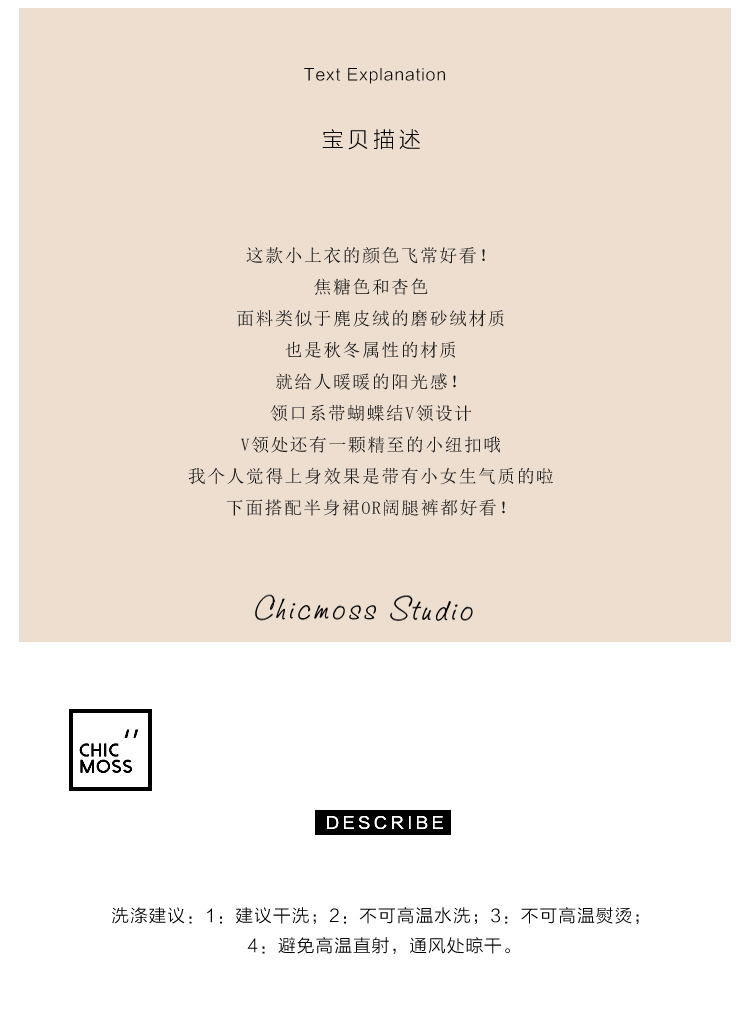 Text Explanation
宝贝描述
这款小上衣的颜色飞常好看！
焦糖色和杏色
面料类似于麂皮绒的磨砂绒材质
也是秋冬属性的材质
就给人暖暖的阳光感！
领口系带蝴蝶结V领设计
V领处还有一颗精至的小纽扣哦
我个人觉得上身效果是带有小女生气质的啦
下面搭配半身裙OR阔腿裤都好看！
Chicmoss Studio
CHIC
MOSS
DESCRIBE
洗涤建议：1：建议干洗；2：不可高温水洗；3：不可高温熨烫；
4：避免高温直射，通风处晾干。